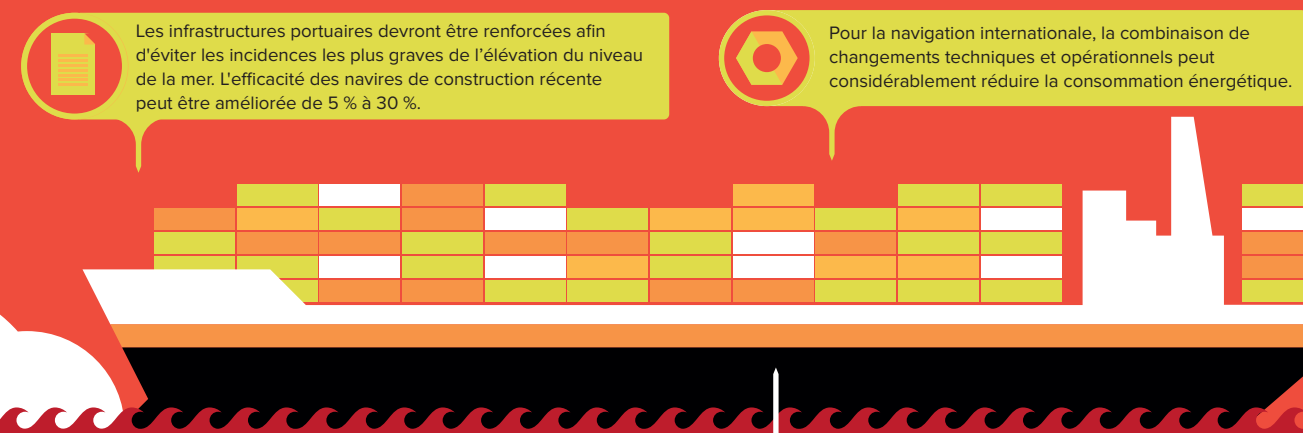 Les infrastructures portuaires devront être renforcées afin
d'éviter les incidences les plus graves de l’élévation du niveau
de la mer. L'efficacité des navires de construction récente
peut être améliorée de 5 % à 30 %.
Pour la navigation internationale, la combinaison de
changements techniques et opérationnels peut
considérablement réduire la consommation énergétique.